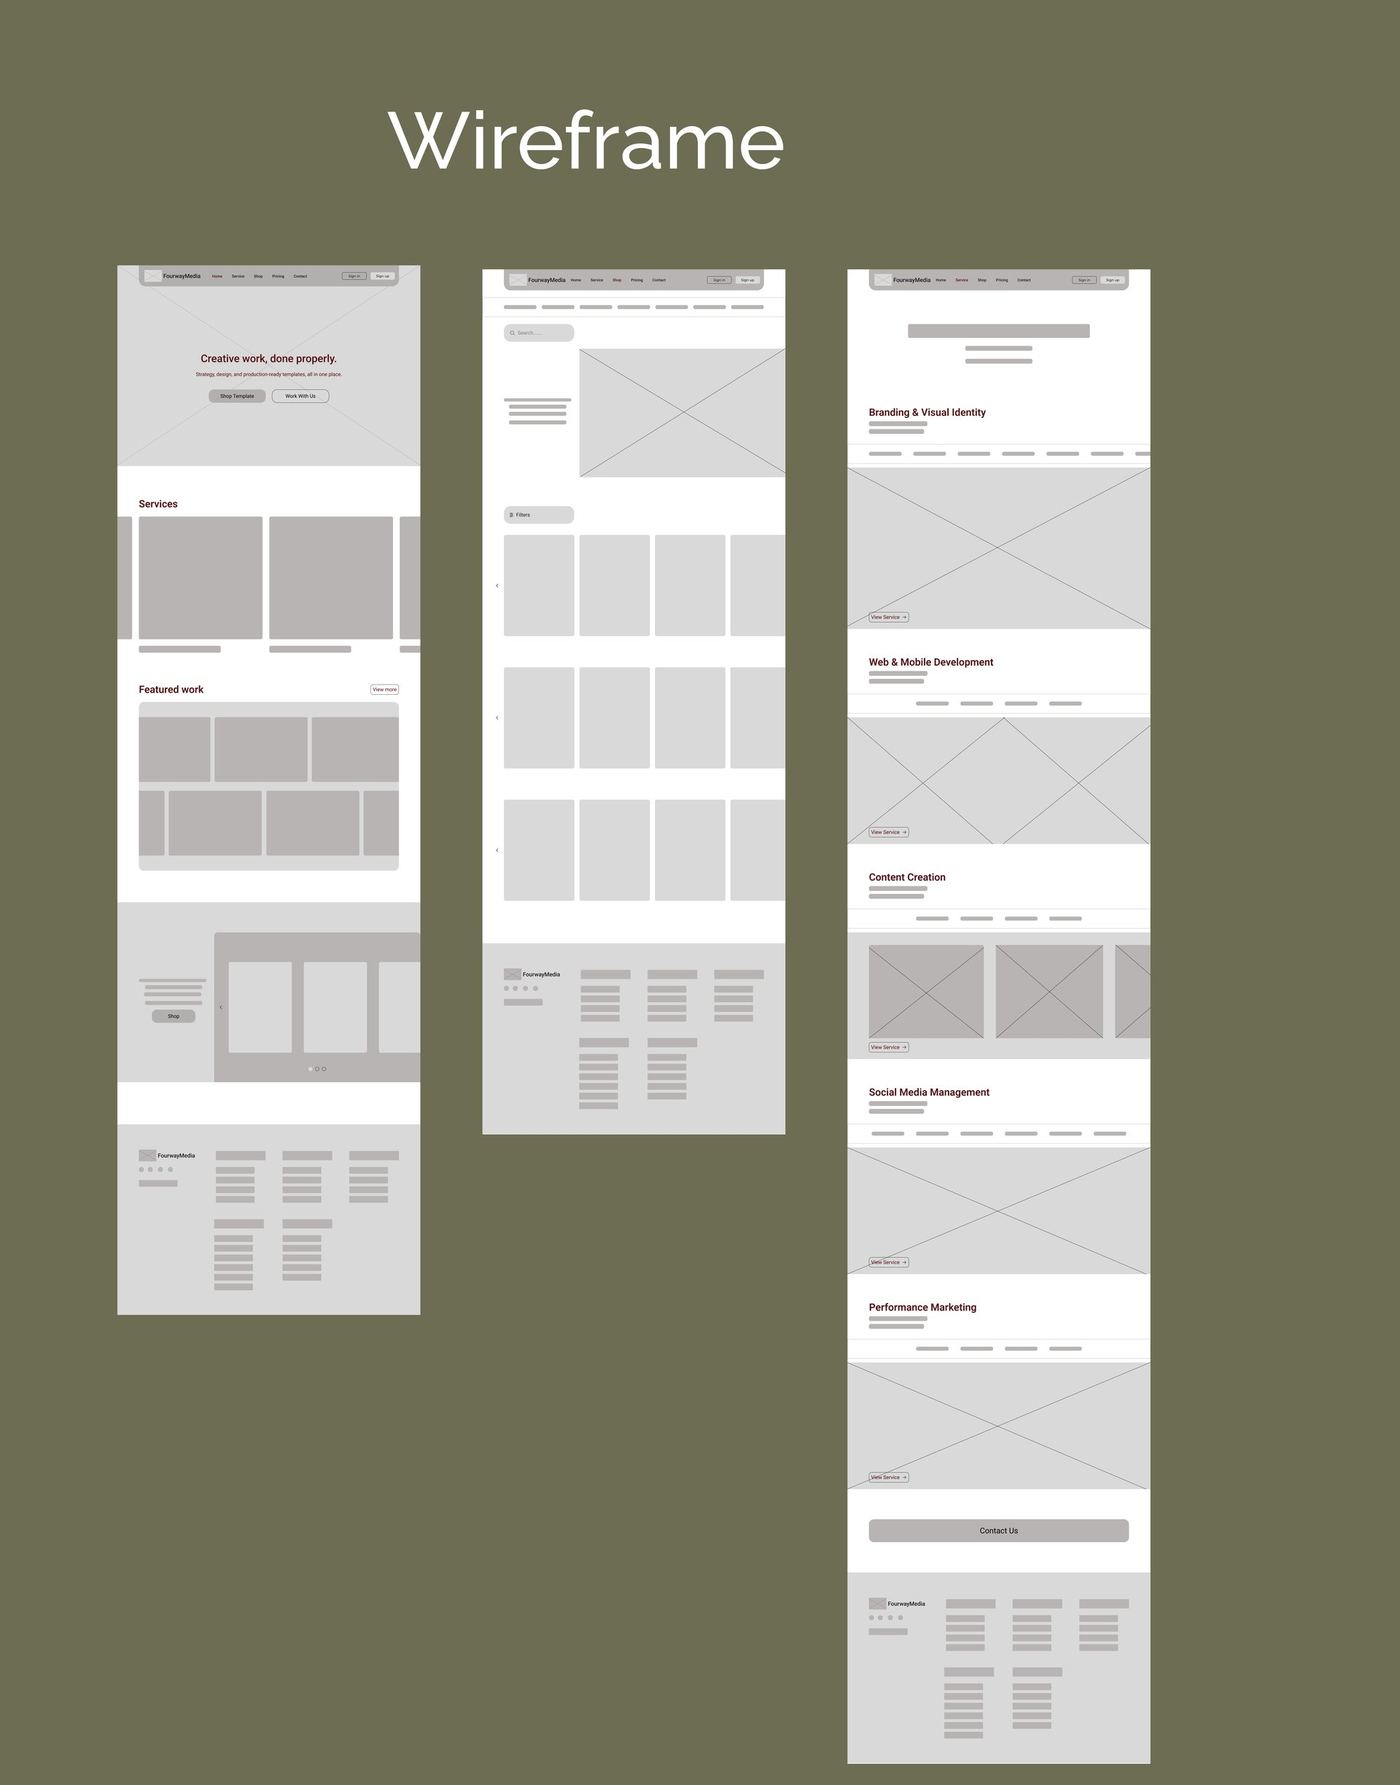 Wireframe
FourwayMedia Home Service Shop Pricing Contact Sign in Sign up
Creative work, done properly.
Strategy, design, and production-ready templates, all in one place.
Shop Template Work With Us
Services
Featured work View more
Shop
FourwayMedia
FourwayMedia Home Service Shop Pricing Contact Sign in Sign up
Search......
Filters
FourwayMedia
FourwayMedia Home Service Shop Pricing Contact Sign in Sign up
Branding & Visual Identity
View Service →
Web & Mobile Development
View Service →
Content Creation
View Service →
Social Media Management
View Service →
Performance Marketing
View Service →
Contact Us
FourwayMedia